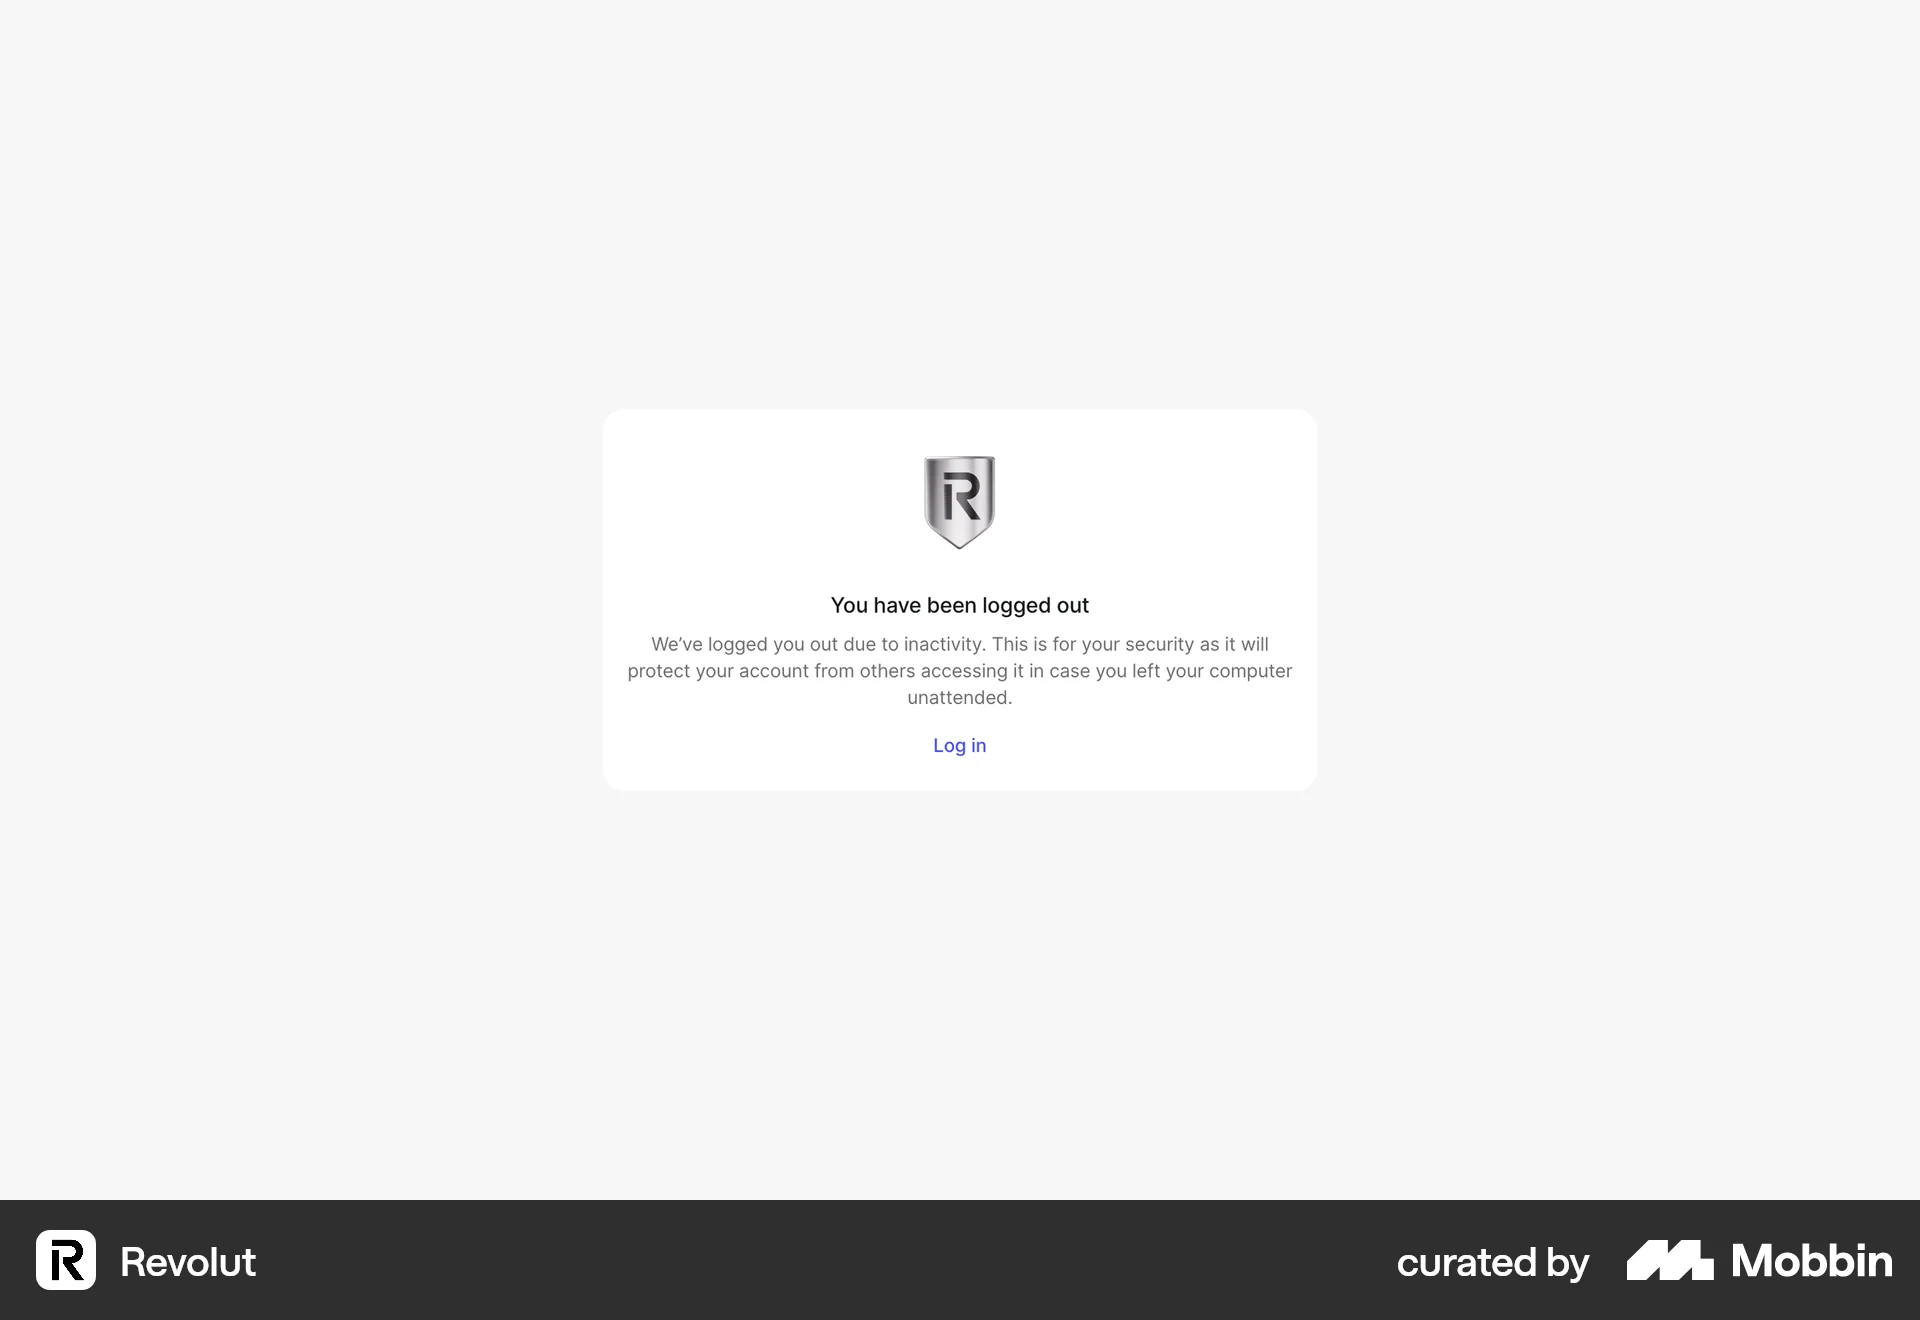 R
You have been logged out
We’ve logged you out due to inactivity. This is for your security as it will
protect your account from others accessing it in case you left your computer
unattended.
Log in
R Revolut
curated by Mobbin